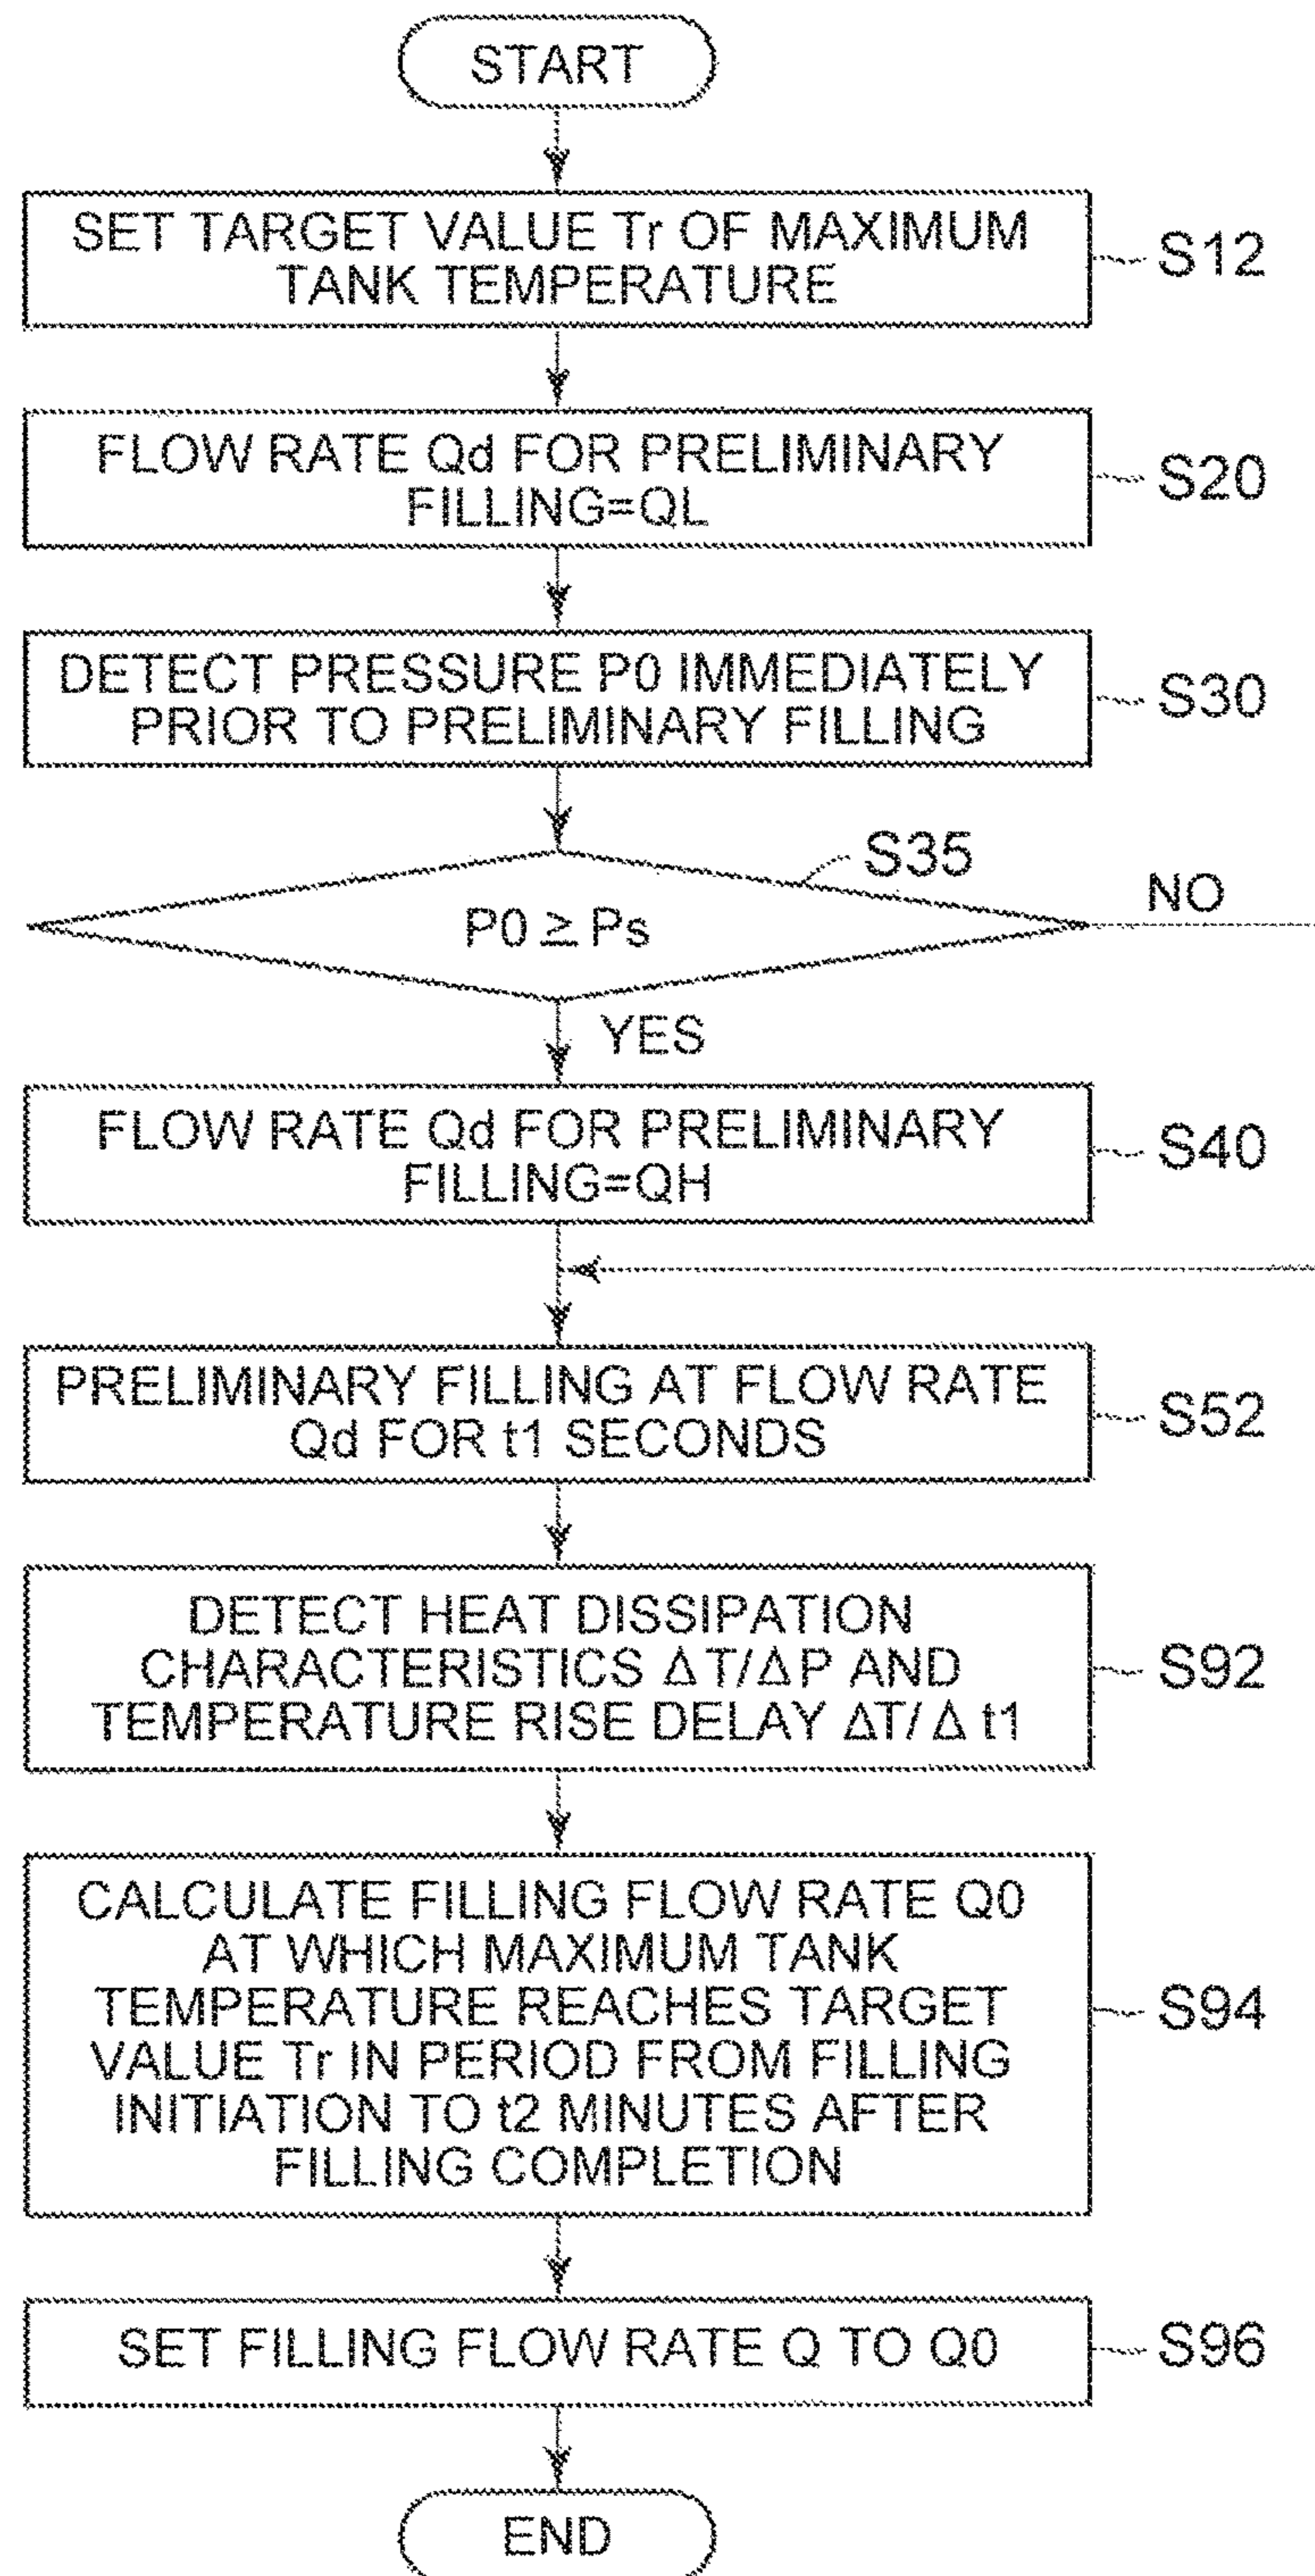 START
SET TARGET VALUE Tr OF MAXIMUM
TANK TEMPERATURE
S12
FLOW RATE Qd FOR PRELIMINARY
FILLING=QL
S20
DETECT PRESSURE P0 IMMEDIATELY
PRIOR TO PRELIMINARY FILLING
S30
S35
P0 ≥ Ps
NO
YES
FLOW RATE Qd FOR PRELIMINARY
FILLING=QH
S40
PRELIMINARY FILLING AT FLOW RATE
Qd FOR t1 SECONDS
S52
DETECT HEAT DISSIPATION
CHARACTERISTICS ΔT/ΔP AND
TEMPERATURE RISE DELAY ΔT/Δ t1
S92
CALCULATE FILLING FLOW RATE Q0
AT WHICH MAXIMUM TANK
TEMPERATURE REACHES TARGET
VALUE Tr IN PERIOD FROM FILLING
INITIATION TO t2 MINUTES AFTER
FILLING COMPLETION
S94
SET FILLING FLOW RATE Q TO Q0
S96
END